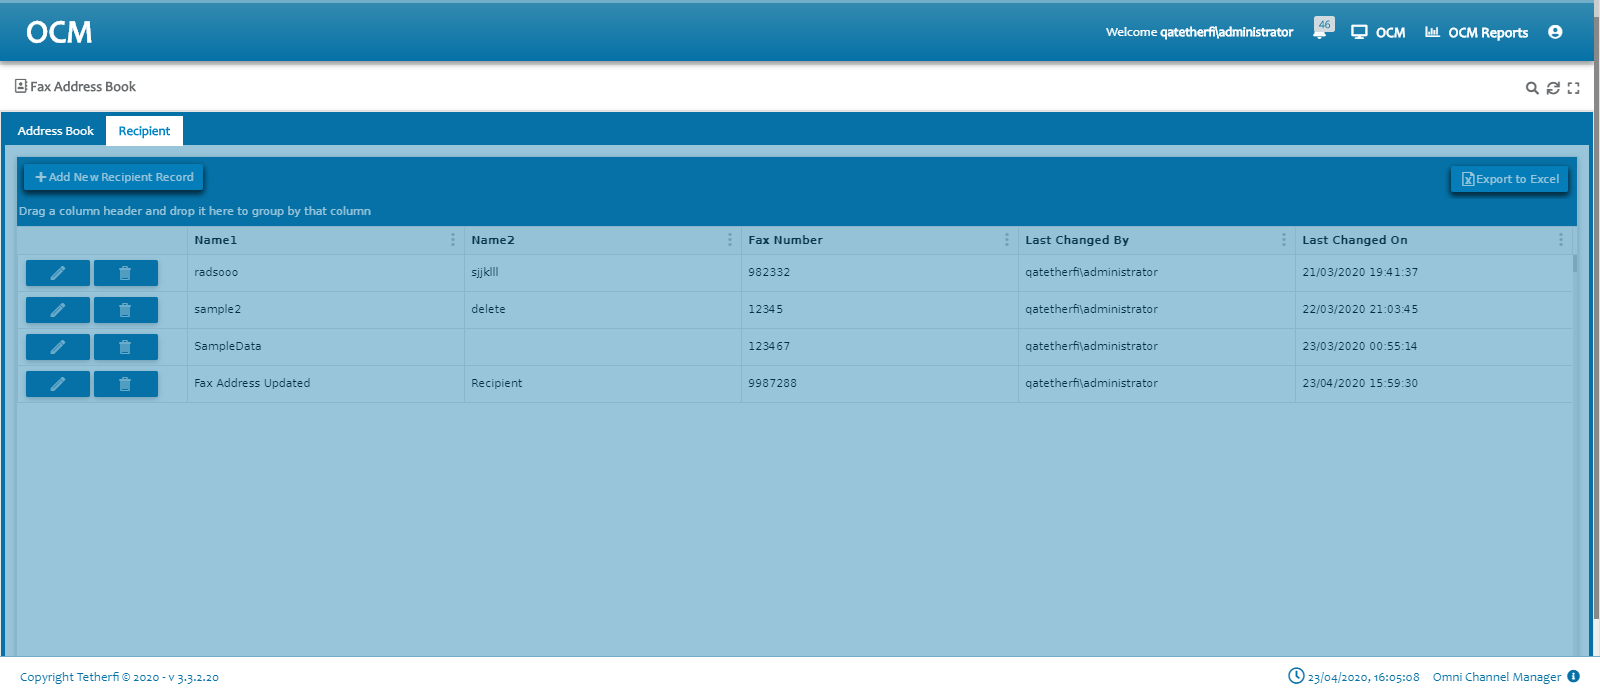 OCM
Welcome qatetherfi\administrator 46 OCM OCM Reports
Fax Address Book
Address Book Recipient
Add New Recipient Record Export to Excel
Drag a column header and drop it here to group by that column
Name1 Name2 Fax Number Last Changed By Last Changed On
radsooo sjjklll 982332 qatetherfi\administrator 21/03/2020 19:41:37
sample2 delete 12345 qatetherfi\administrator 22/03/2020 21:03:45
SampleData 123467 qatetherfi\administrator 23/03/2020 00:55:14
Fax Address Updated Recipient 9987288 qatetherfi\administrator 23/04/2020 15:59:30
Copyright Tetherfi © 2020 - v 3.3.2.20 23/04/2020, 16:05:08 Omni Channel Manager